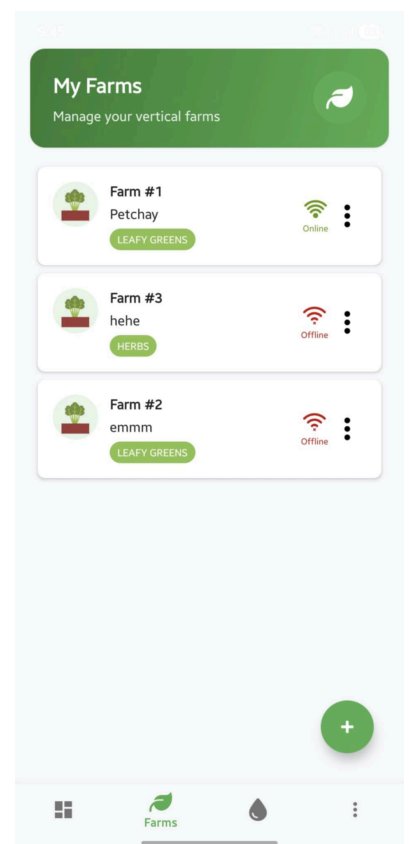 My Farms
Manage your vertical farms
Farm #1
Petchay
LEAFY GREENS
Online
Farm #3
hehe
HERBS
Offline
Farm #2
emmm
LEAFY GREENS
Offline
Farms